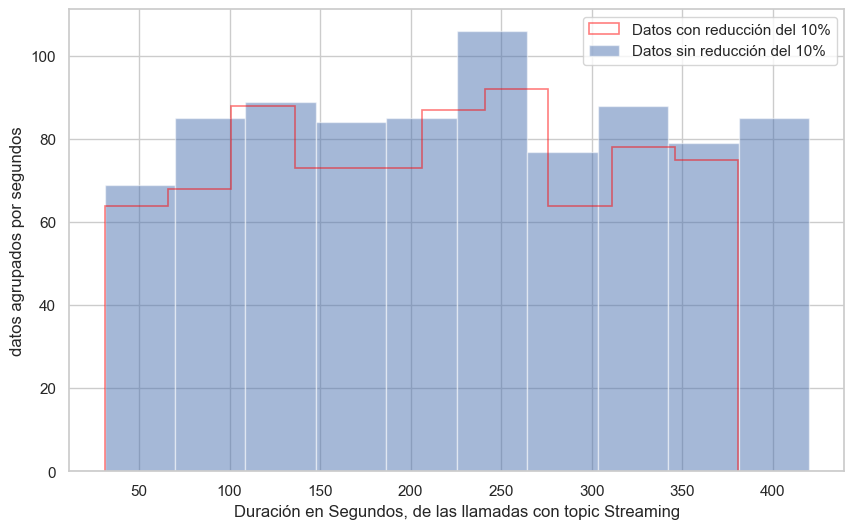 Datos con reducción del 10%
Datos sin reducción del 10%
datos agrupados por segundos
100
80
60
40
20
0
50 100 150 200 250 300 350 400
Duración en Segundos, de las llamadas con topic Streaming